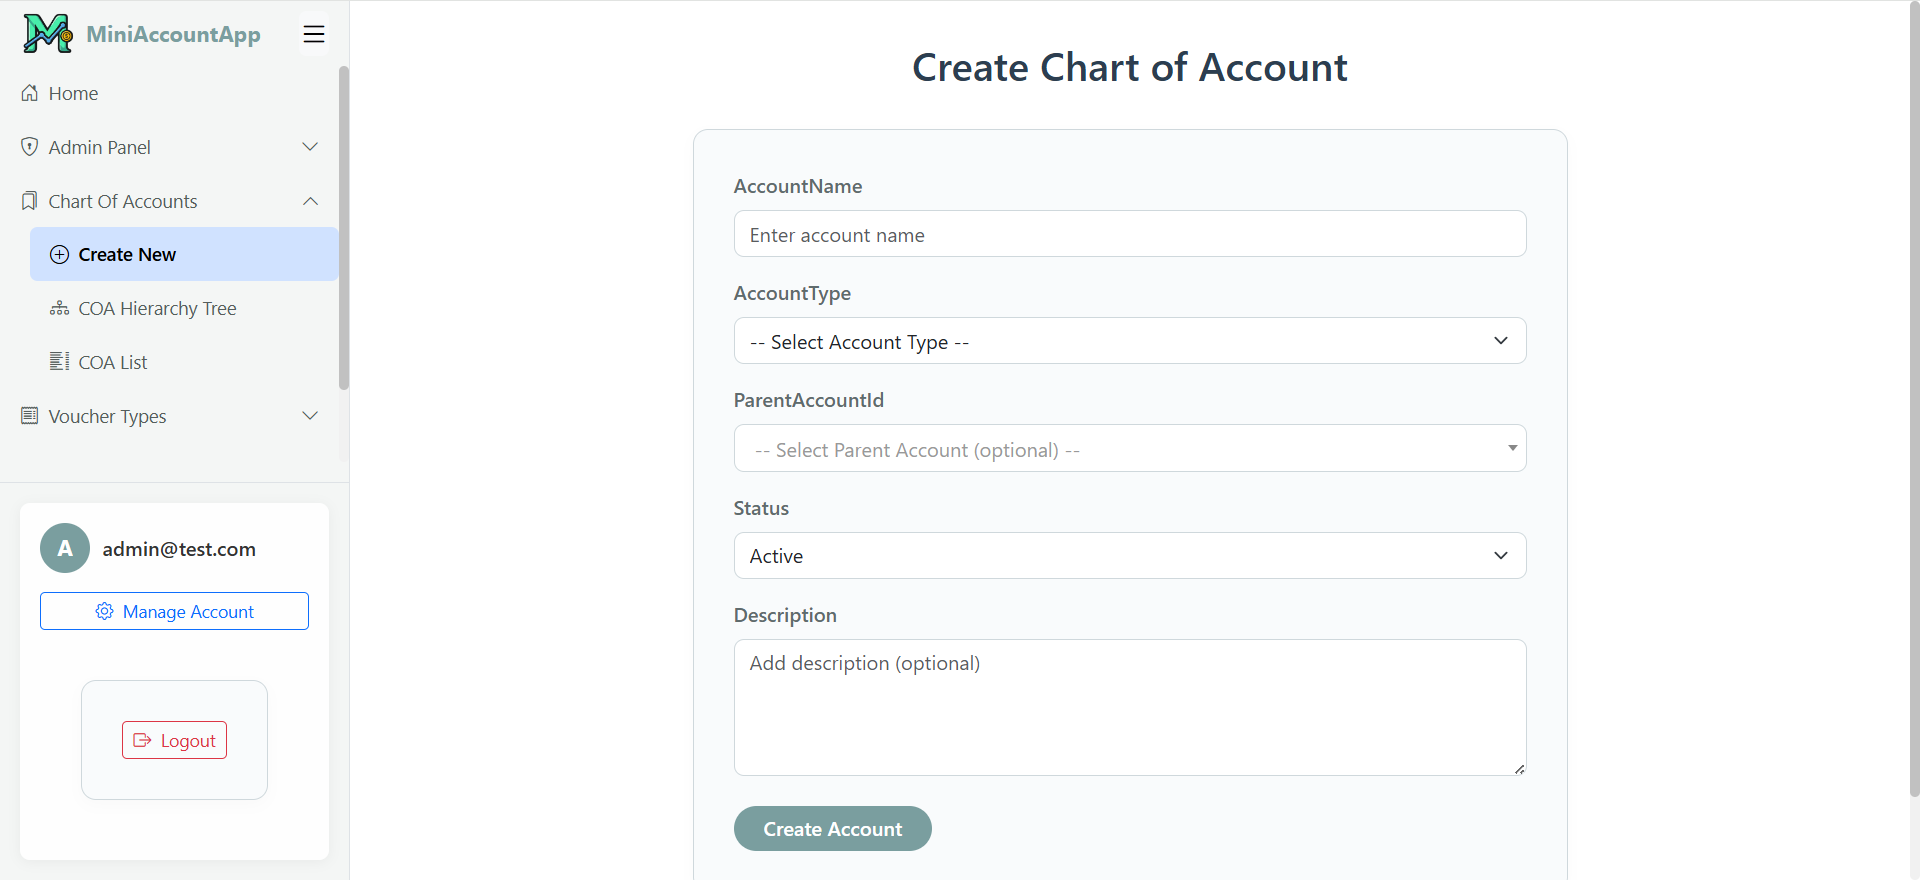 MiniAccountApp
Home
Admin Panel
Chart Of Accounts
Create New
COA Hierarchy Tree
COA List
Voucher Types
A
admin@test.com
Manage Account
Logout
Create Chart of Account
AccountName
Enter account name
AccountType
-- Select Account Type --
ParentAccountId
-- Select Parent Account (optional) --
Status
Active
Description
Add description (optional)
Create Account